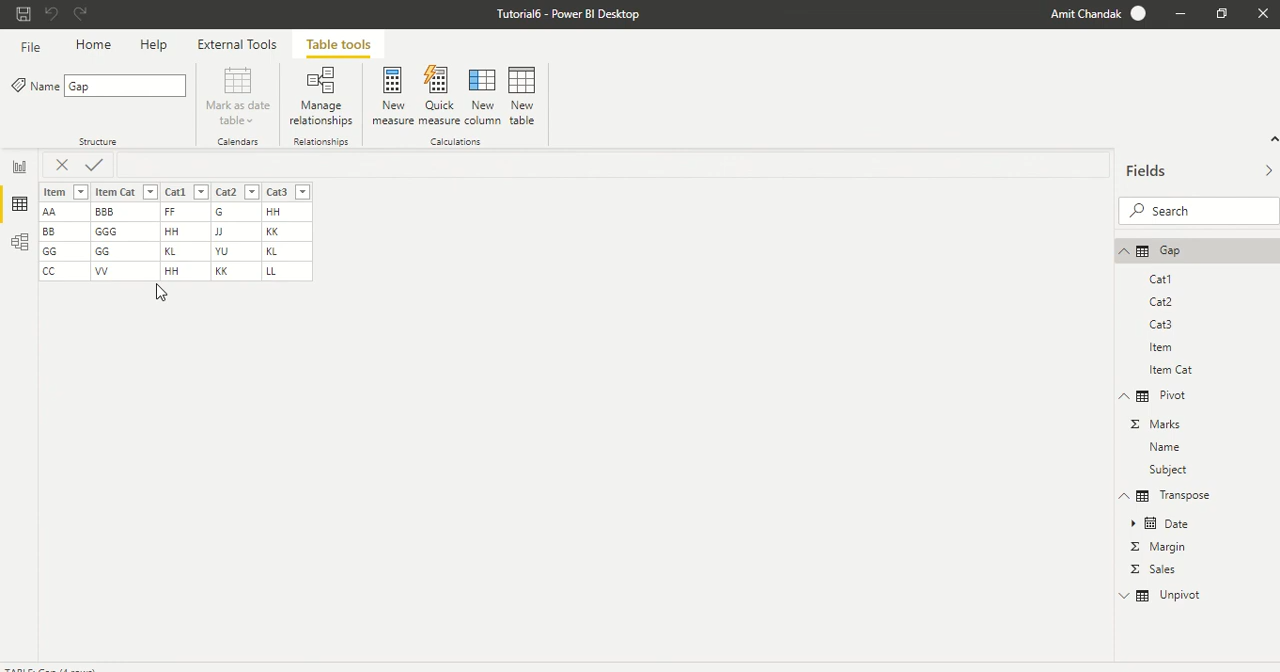 Tutorial6 - Power BI Desktop
Amit Chandak
File Home Help External Tools Table tools
Name Gap
Mark as date table
Manage relationships
New measure
Quick measure
New column
New table
Structure Calendars Relationships Calculations
Item Item Cat Cat1 Cat2 Cat3
AA BBB FF G HH
BB GGG HH JJ KK
GG GG KL YU KL
CC VV HH KK LL
Fields
Search
Gap
Cat1
Cat2
Cat3
Item
Item Cat
Pivot
Σ Marks
Name
Subject
Transpose
Date
Σ Margin
Σ Sales
Unpivot
TABLE: Gap (4 rows)